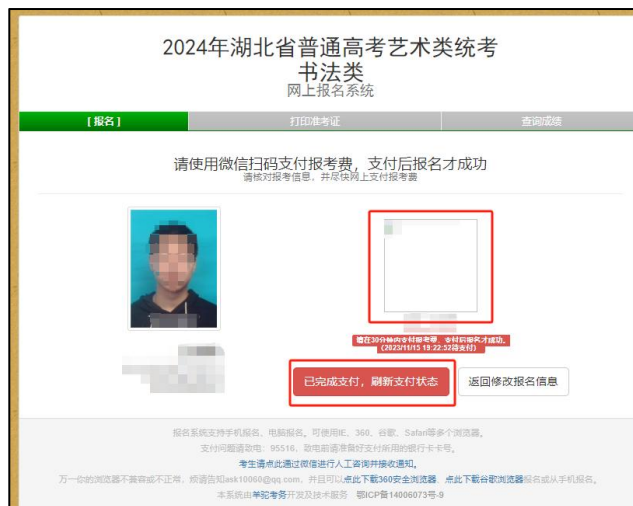 2024年湖北省普通高考艺术类统考
书法类
网上报名系统
[报名] 打印准考证 查询成绩
请使用微信扫码支付报考费，支付后报名才成功
请核对报考信息，并尽快网上支付报考费
请在30分钟内支付报考费，支付后报名才成功。
(2023/11/15 19:22:52待支付)
已完成支付，刷新支付状态 返回修改报名信息
报名系统支持手机报名、电脑报名。可使用IE、360、谷歌、Safari等多个浏览器。
支付问题请致电：95516，致电前请准备好支付所用的银行卡卡号。
考生请点此通过微信进行人工咨询并接收通知。
万一你的浏览器不兼容或不正常，烦请告知ask10060@qq.com，并且可以点此下载360安全浏览器、点此下载谷歌浏览器报名或从手机报名。
本系统由单驼考务开发及技术服务 鄂ICP备14006073号-9